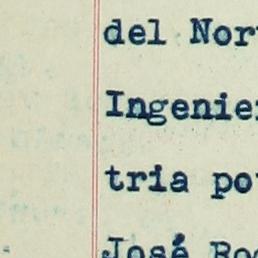 del Nor
Ingenie
tria po
José Ro